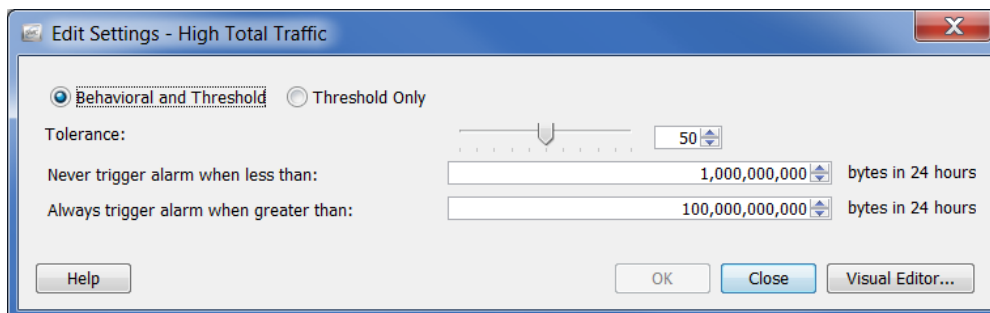 Edit Settings - High Total Traffic
Behavioral and Threshold Threshold Only
Tolerance: 50
Never trigger alarm when less than: 1,000,000,000 bytes in 24 hours
Always trigger alarm when greater than: 100,000,000,000 bytes in 24 hours
Help OK Close Visual Editor...